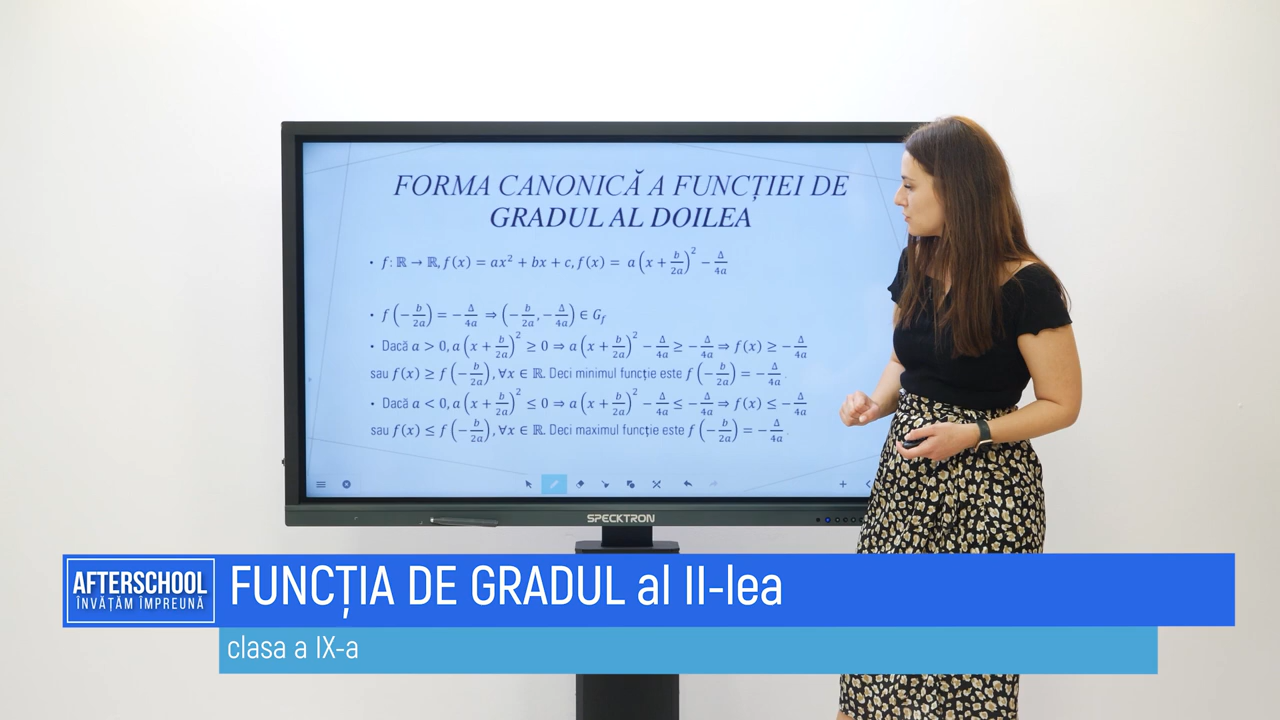 FORMA CANONICĂ A FUNCȚIEI DE
GRADUL AL DOILEA
• f: ℝ → ℝ, f(x) = ax² + bx + c, f(x) = a(x + b/2a)² − Δ/4a
• f(−b/2a) = −Δ/4a ⇒ (−b/2a, −Δ/4a) ∈ G_f
• Dacă a > 0, a(x + b/2a)² ≥ 0 ⇒ a(x + b/2a)² − Δ/4a ≥ −Δ/4a ⇒ f(x) ≥ −Δ/4a
sau f(x) ≥ f(−b/2a), ∀x ∈ ℝ. Deci minimul funcție este f(−b/2a) = −Δ/4a.
• Dacă a < 0, a(x + b/2a)² ≤ 0 ⇒ a(x + b/2a)² − Δ/4a ≤ −Δ/4a ⇒ f(x) ≤ −Δ/4a
sau f(x) ≤ f(−b/2a), ∀x ∈ ℝ. Deci maximul funcție este f(−b/2a) = −Δ/4a.
SPECKTRON
AFTERSCHOOL
ÎNVĂȚĂM ÎMPREUNĂ
FUNCȚIA DE GRADUL al II-lea
clasa a IX-a